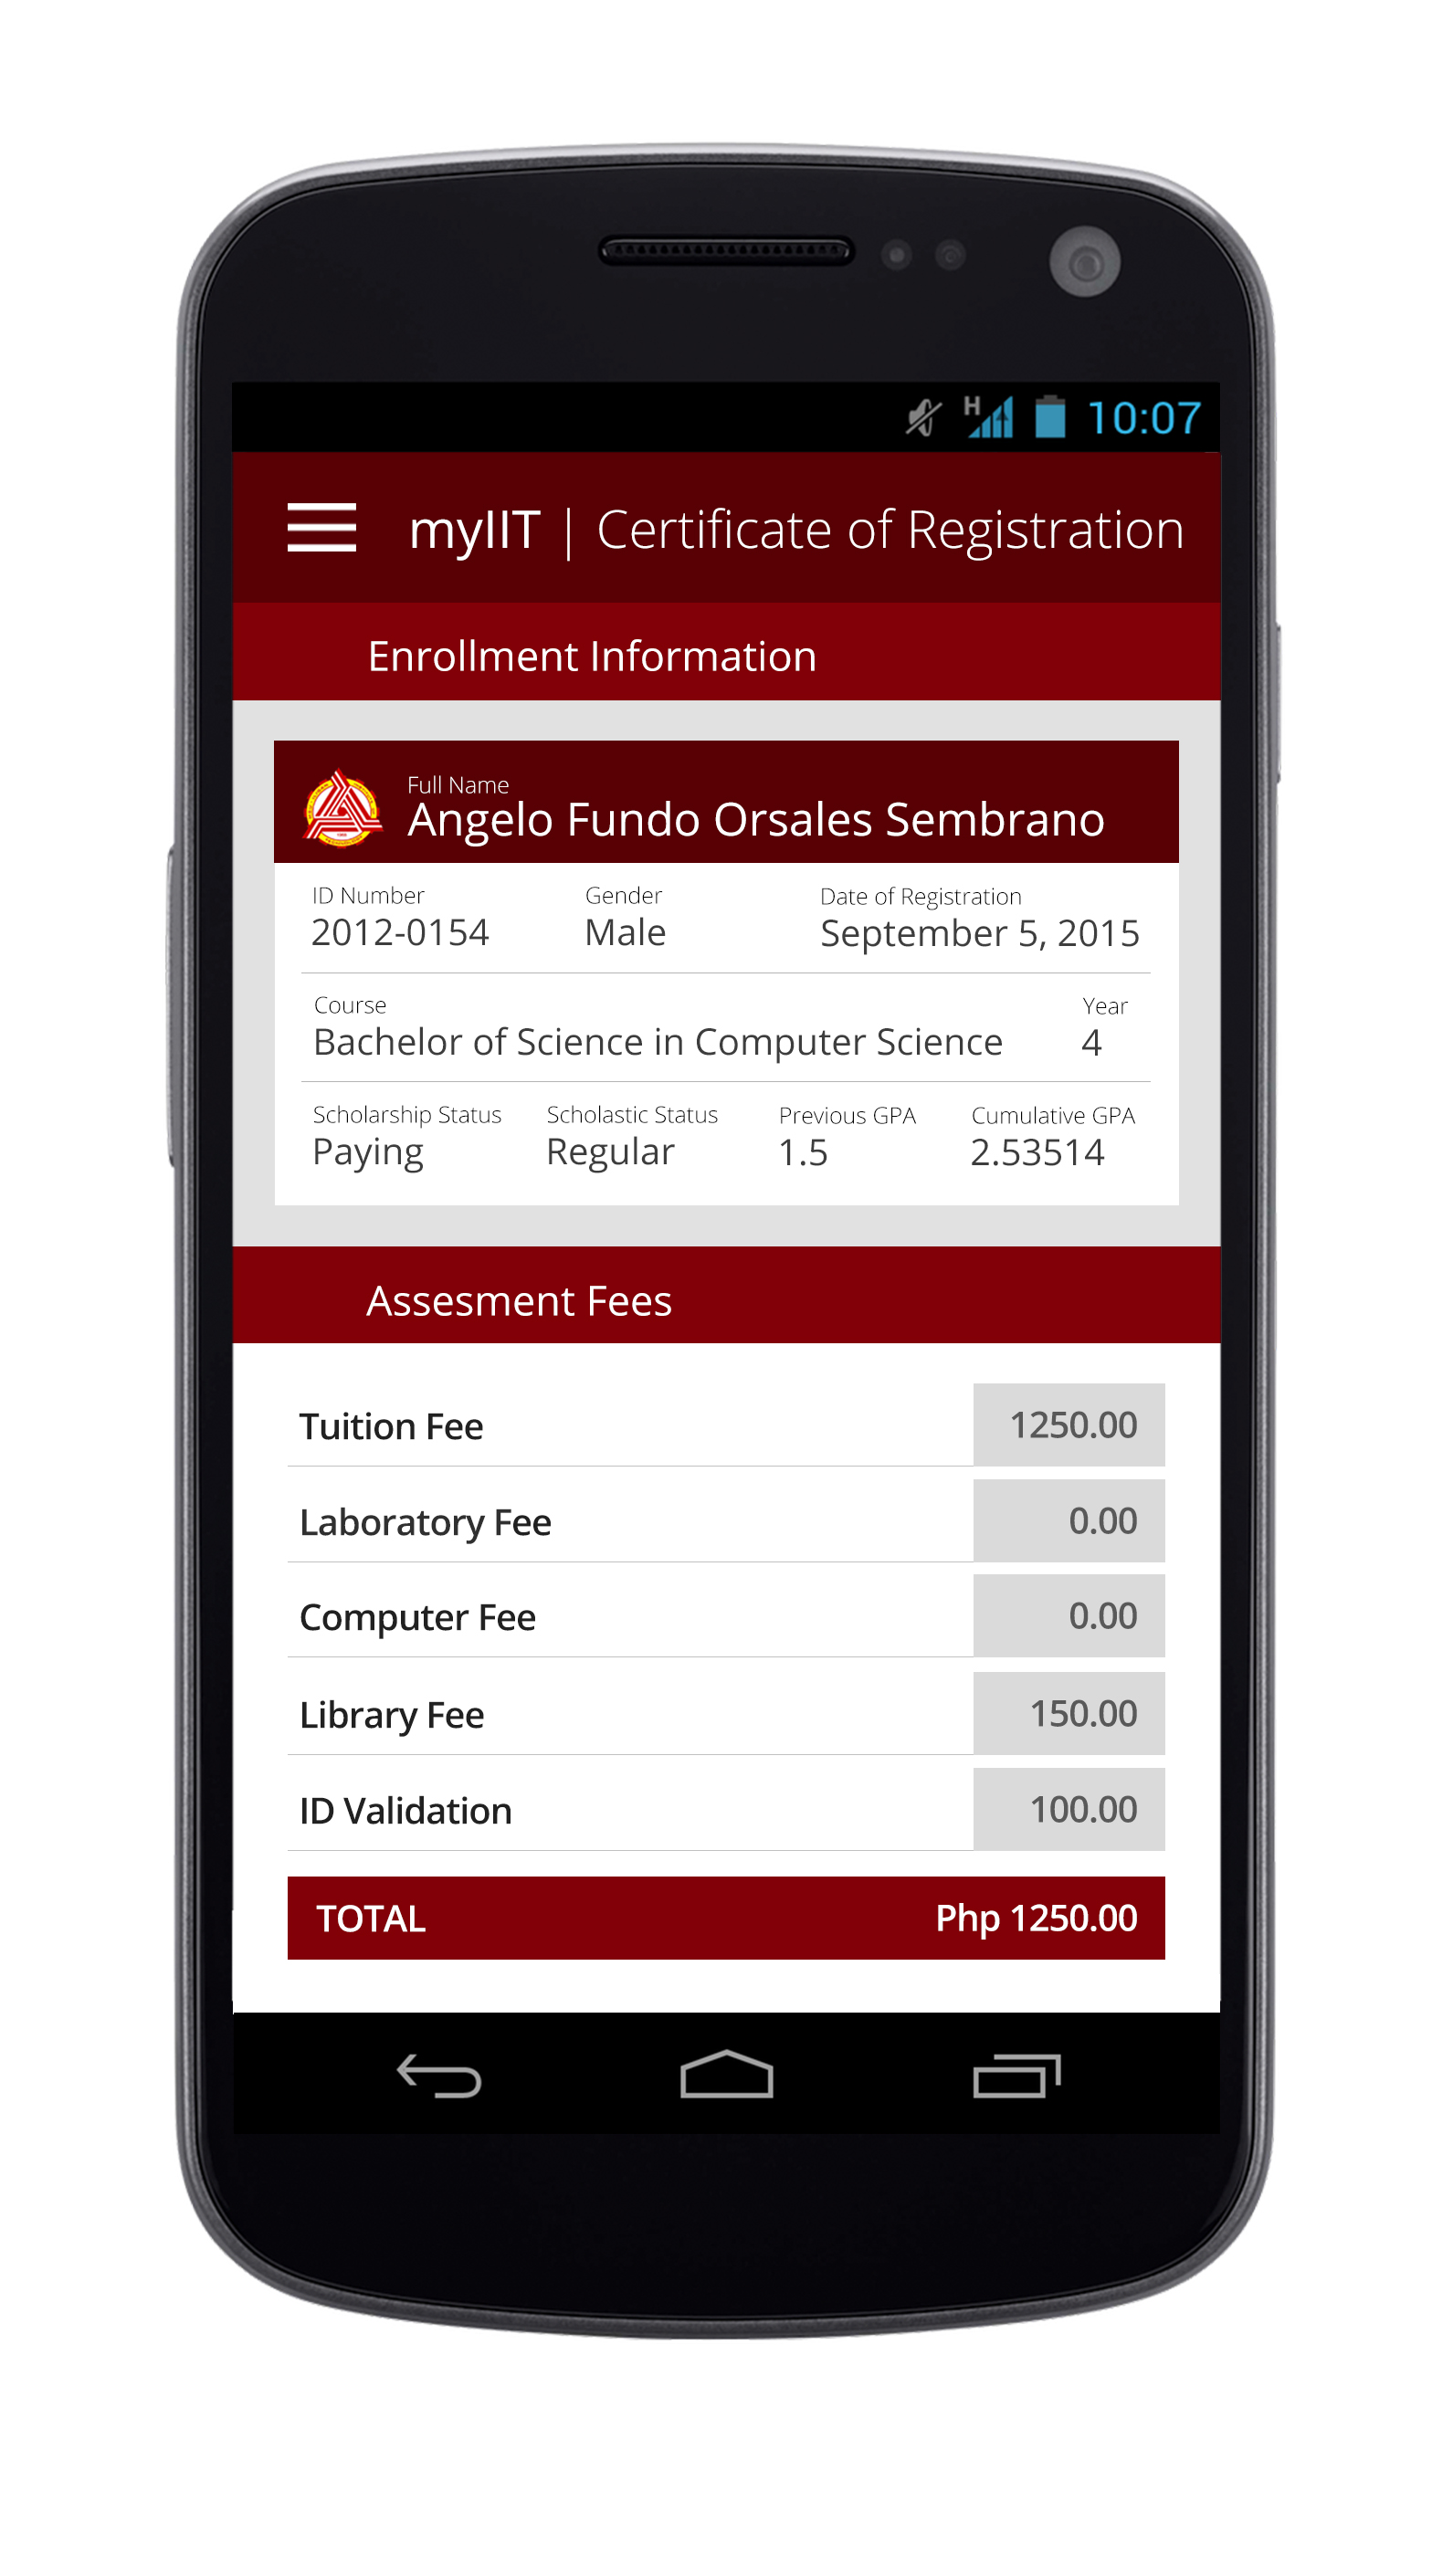 H 10:07
myIIT | Certificate of Registration
Enrollment Information
Full Name
Angelo Fundo Orsales Sembrano
ID Number Gender Date of Registration
2012-0154 Male September 5, 2015
Course Year
Bachelor of Science in Computer Science 4
Scholarship Status Scholastic Status Previous GPA Cumulative GPA
Paying Regular 1.5 2.53514
Assesment Fees
Tuition Fee 1250.00
Laboratory Fee 0.00
Computer Fee 0.00
Library Fee 150.00
ID Validation 100.00
TOTAL Php 1250.00